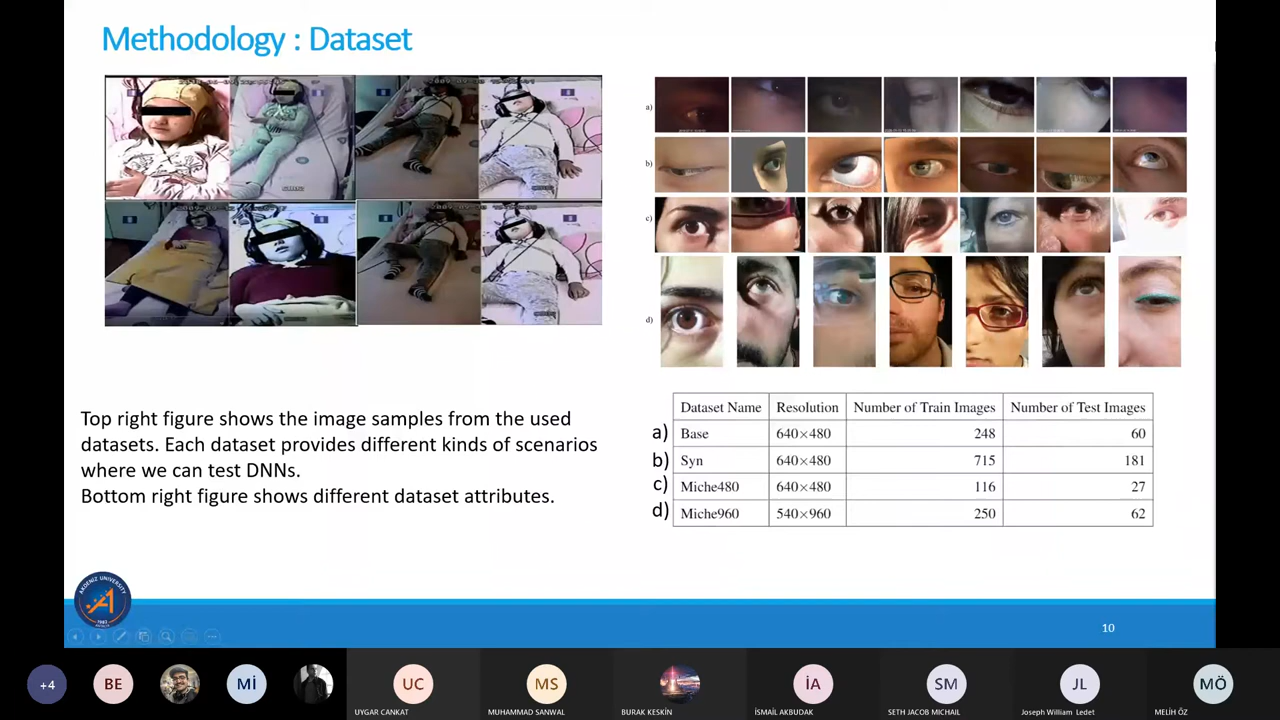 Methodology : Dataset
a)
b)
c)
d)
Top right figure shows the image samples from the used
datasets. Each dataset provides different kinds of scenarios
where we can test DNNs.
Bottom right figure shows different dataset attributes.
Dataset Name Resolution Number of Train Images Number of Test Images
a) Base 640×480 248 60
b) Syn 640×480 715 181
c) Miche480 640×480 116 27
d) Miche960 540×960 250 62
AKDENIZ UNIVERSITY
1982
10
+4 BE Mİ UC MS İA SM JL MÖ
UYGAR CANKAT MUHAMMAD SANWAL BURAK KESKİN İSMAİL AKBUDAK SETH JACOB MICHAIL Joseph William Ledet MELİH ÖZ